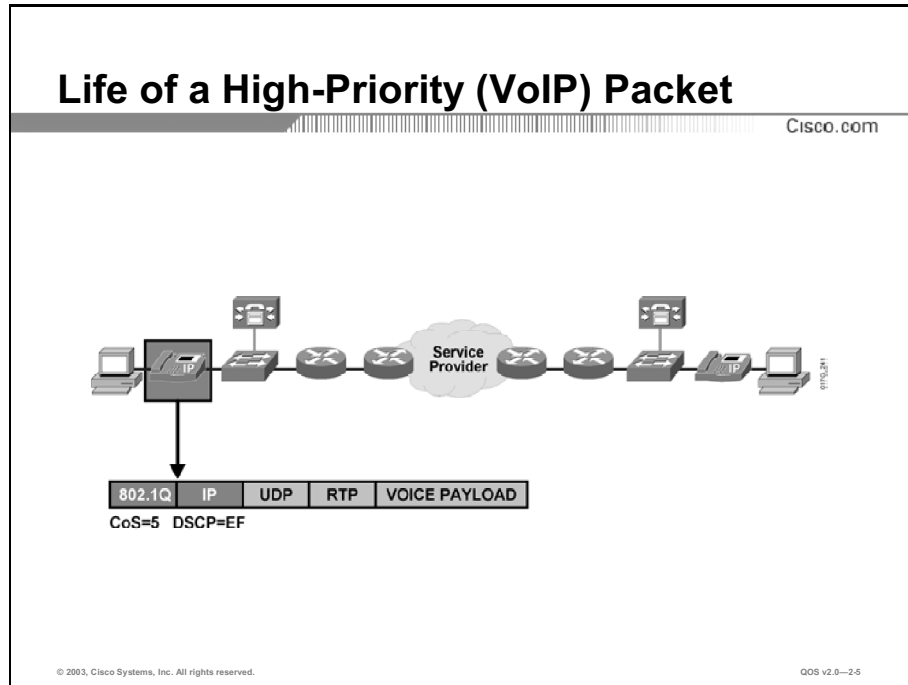 Life of a High-Priority (VoIP) Packet
Cisco.com
Service
Provider
IP
IP
802.1Q IP UDP RTP VOICE PAYLOAD
CoS=5 DSCP=EF
© 2003, Cisco Systems, Inc. All rights reserved. QOS v2.0—2-5